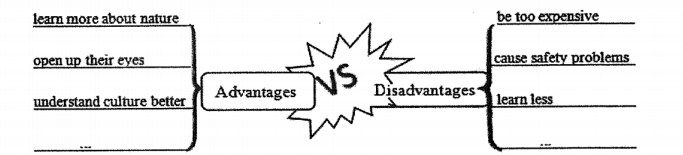 learn more about nature
open up their eyes
understand culture better
...
Advantages
VS
Disadvantages
be too expensive
cause safety problems
learn less
...